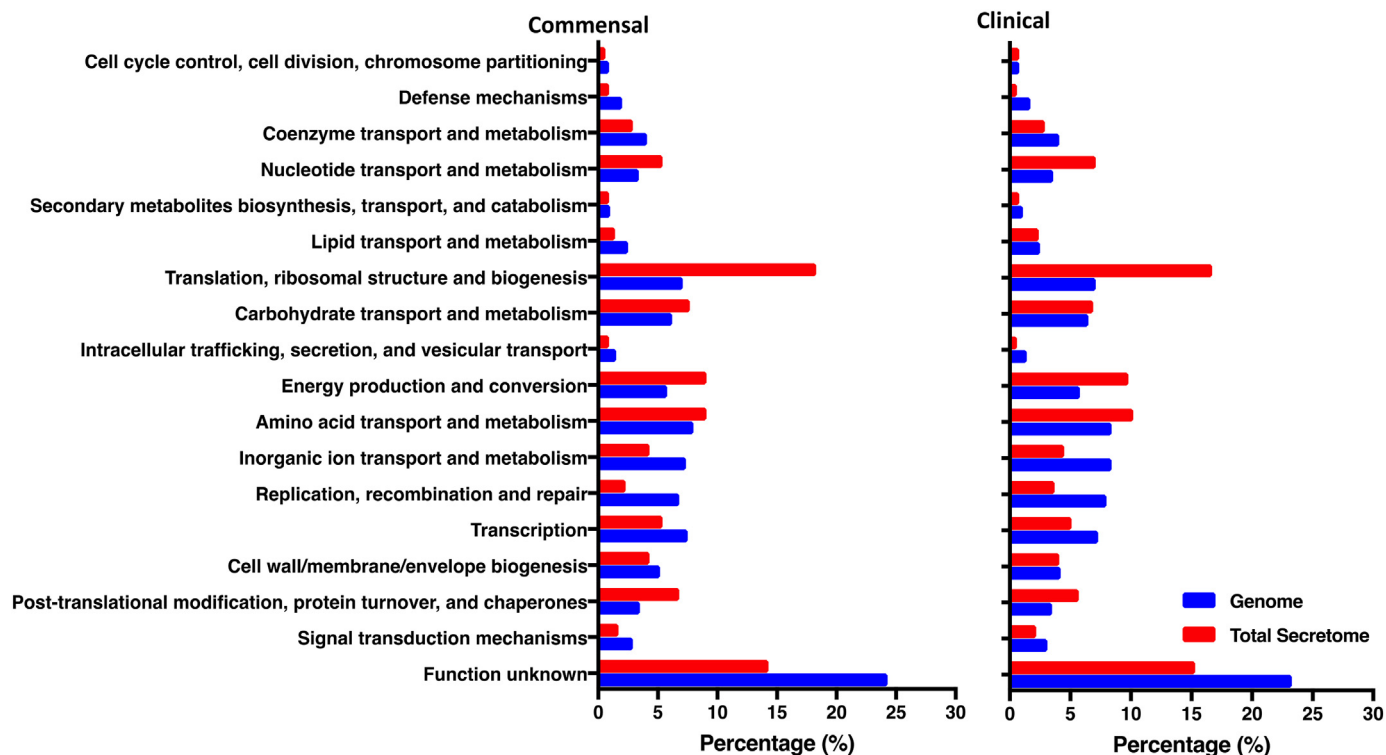 Commensal
Clinical
Cell cycle control, cell division, chromosome partitioning
Defense mechanisms
Coenzyme transport and metabolism
Nucleotide transport and metabolism
Secondary metabolites biosynthesis, transport, and catabolism
Lipid transport and metabolism
Translation, ribosomal structure and biogenesis
Carbohydrate transport and metabolism
Intracellular trafficking, secretion, and vesicular transport
Energy production and conversion
Amino acid transport and metabolism
Inorganic ion transport and metabolism
Replication, recombination and repair
Transcription
Cell wall/membrane/envelope biogenesis
Post-translational modification, protein turnover, and chaperones
Signal transduction mechanisms
Function unknown
Genome
Total Secretome
0 5 10 15 20 25 30
0 5 10 15 20 25 30
Percentage (%)
Percentage (%)